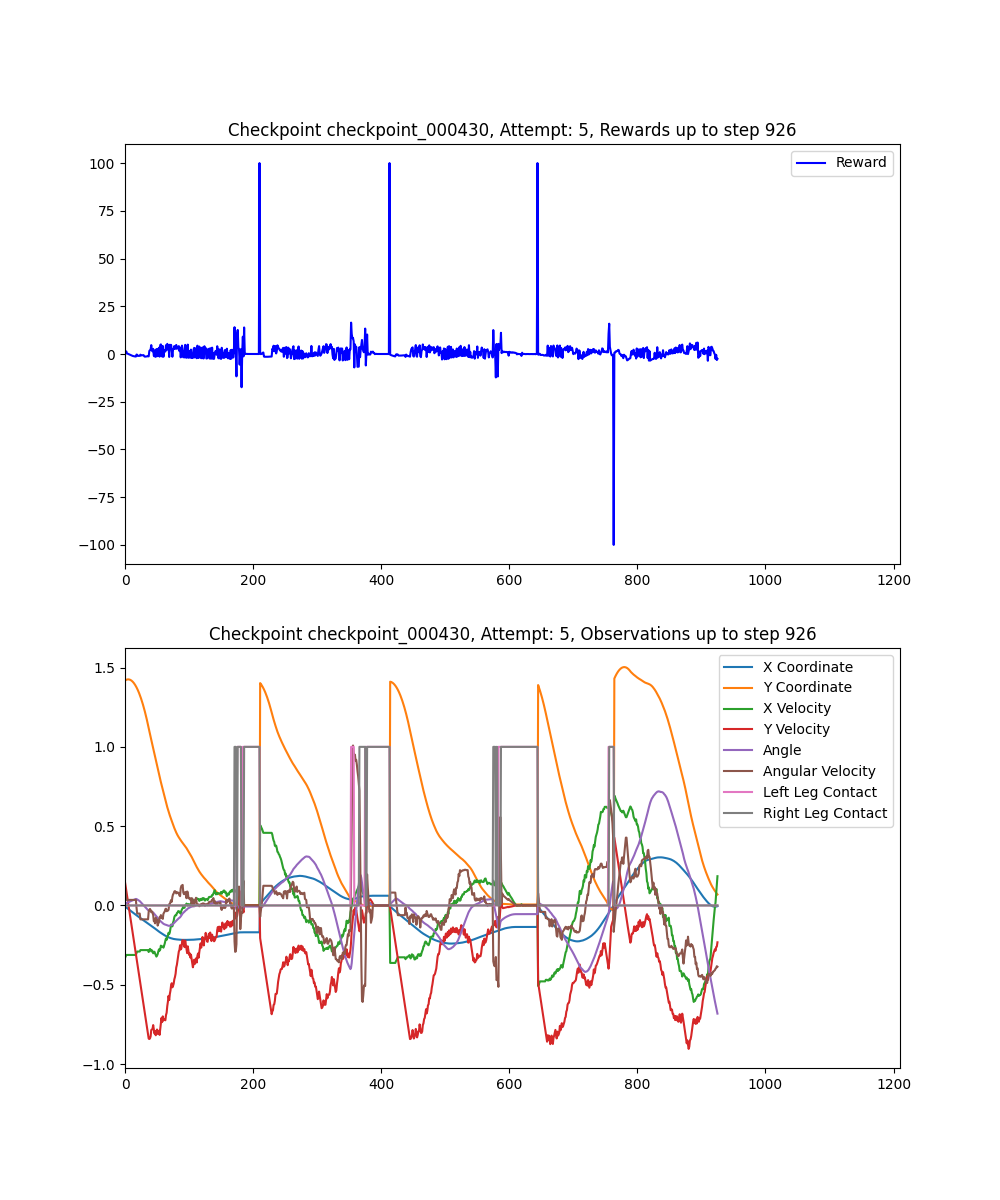 Checkpoint checkpoint_000430, Attempt: 5, Rewards up to step 926
Reward
100
75
50
25
0
−25
−50
−75
−100
0 200 400 600 800 1000 1200
Checkpoint checkpoint_000430, Attempt: 5, Observations up to step 926
X Coordinate
Y Coordinate
X Velocity
Y Velocity
Angle
Angular Velocity
Left Leg Contact
Right Leg Contact
1.5
1.0
0.5
0.0
−0.5
−1.0
0 200 400 600 800 1000 1200